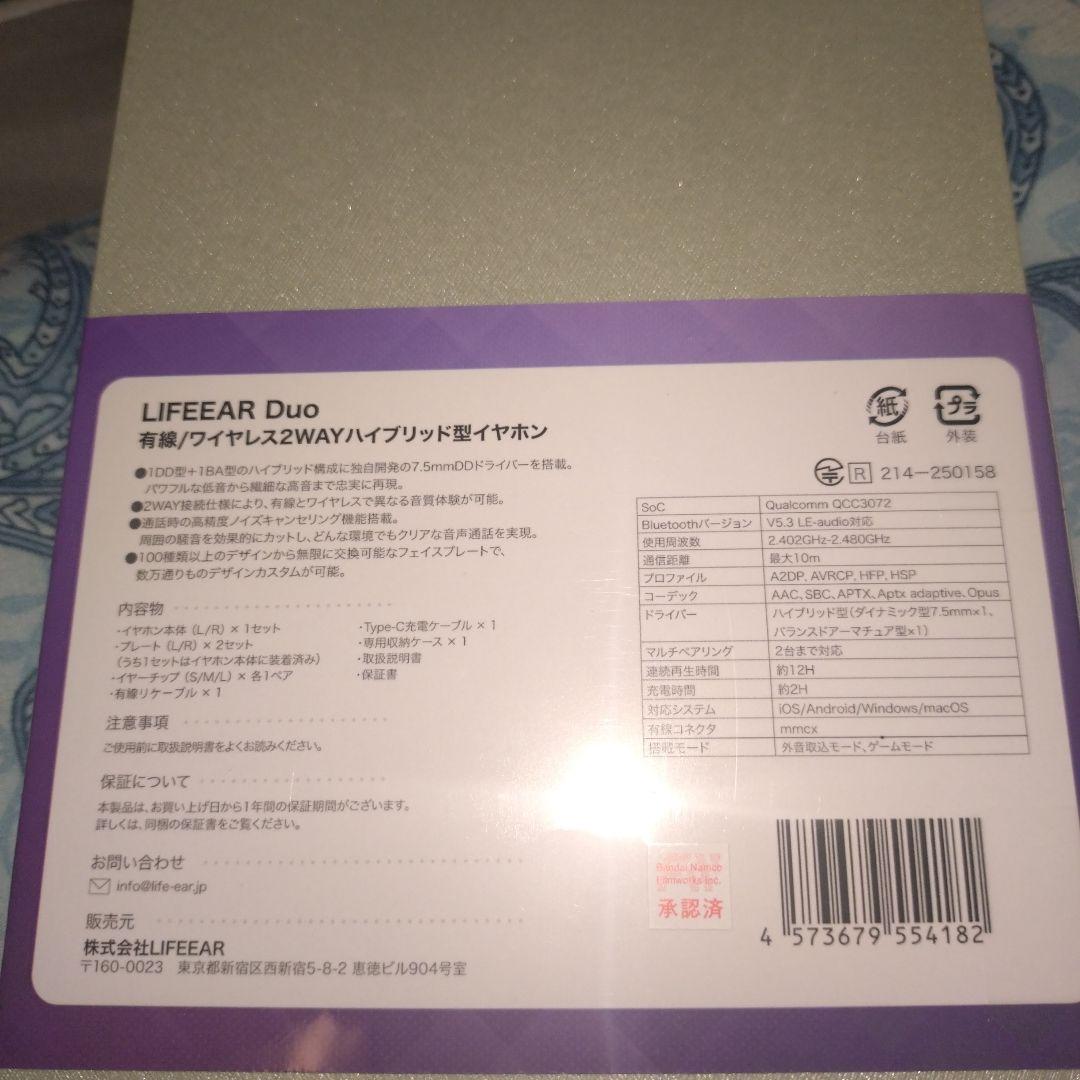 LIFEEAR Duo
有線/ワイヤレス2WAYハイブリッド型イヤホン
●1DD型+1BA型のハイブリッド構成に独自開発の7.5mmDDドライバーを搭載。
パワフルな低音から繊細な高音まで忠実に再現。
●2WAY接続仕様により、有線とワイヤレスで異なる音質体験が可能。
●通話時の高精度ノイズキャンセリング機能搭載。
周囲の騒音を効果的にカットし、どんな環境でもクリアな音声通話を実現。
●100種類以上のデザインから無限に交換可能なフェイスプレートで、
数万通りものデザインカスタムが可能。
内容物
・イヤホン本体（L/R）× 1セット
・プレート（L/R）× 2セット
（うち1セットはイヤホン本体に装着済み）
・イヤーチップ（S/M/L）× 各1ペア
・有線リケーブル × 1
・Type-C充電ケーブル × 1
・専用収納ケース × 1
・取扱説明書
・保証書
注意事項
ご使用前に取扱説明書をよくお読みください。
保証について
本製品は、お買い上げ日から1年間の保証期間がございます。
詳しくは、同梱の保証書をご覧ください。
お問い合わせ
info@life-ear.jp
販売元
株式会社LIFEEAR
〒160-0023 東京都新宿区西新宿5-8-2 恵徳ビル904号室
紙
台紙
プラ
外装
R 214-250158
SoC Qualcomm QCC3072
Bluetoothバージョン V5.3 LE-audio対応
使用周波数 2.402GHz-2.480GHz
通信距離 最大10m
プロファイル A2DP, AVRCP, HFP, HSP
コーデック AAC、SBC、APTX、Aptx adaptive、Opus
ドライバー ハイブリッド型（ダイナミック型7.5mm×1、
バランスドアーマチュア型×1）
マルチペアリング 2台まで対応
連続再生時間 約12H
充電時間 約2H
対応システム iOS/Android/Windows/macOS
有線コネクタ mmcx
搭載モード 外音取込モード、ゲームモード
Bandai Namco
Filmworks Inc.
承認済
4 573679 554182